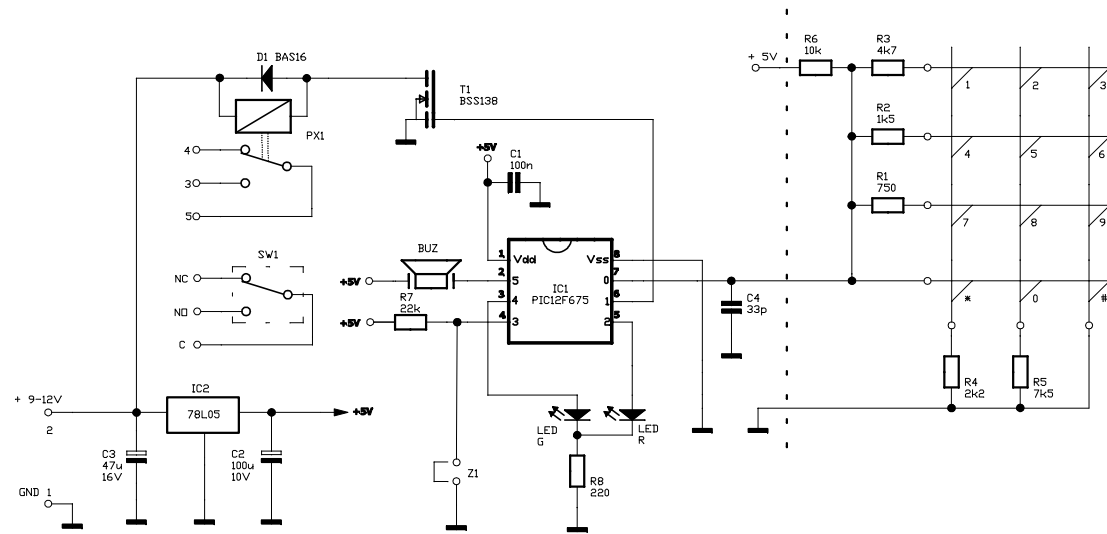 D1 BAS16
T1
BSS138
PX1
4
3
5
+5V
C1
100n
+ 5V
R6
10k
R3
4k7
R2
1k5
R1
750
1
2
3
4
5
6
7
8
9
*
0
#
SW1
NC
NO
C
BUZ
+5V
R7
22k
+5V
1
2
3
4
Vdd
5
4
3
IC1
PIC12F675
Vss
0
1
2
8
7
6
5
C4
33p
R4
2k2
R5
7k5
+ 9-12V
2
IC2
78L05
+5V
C3
47u
16V
C2
100u
10V
GND 1
Z1
LED
G
LED
R
R8
220